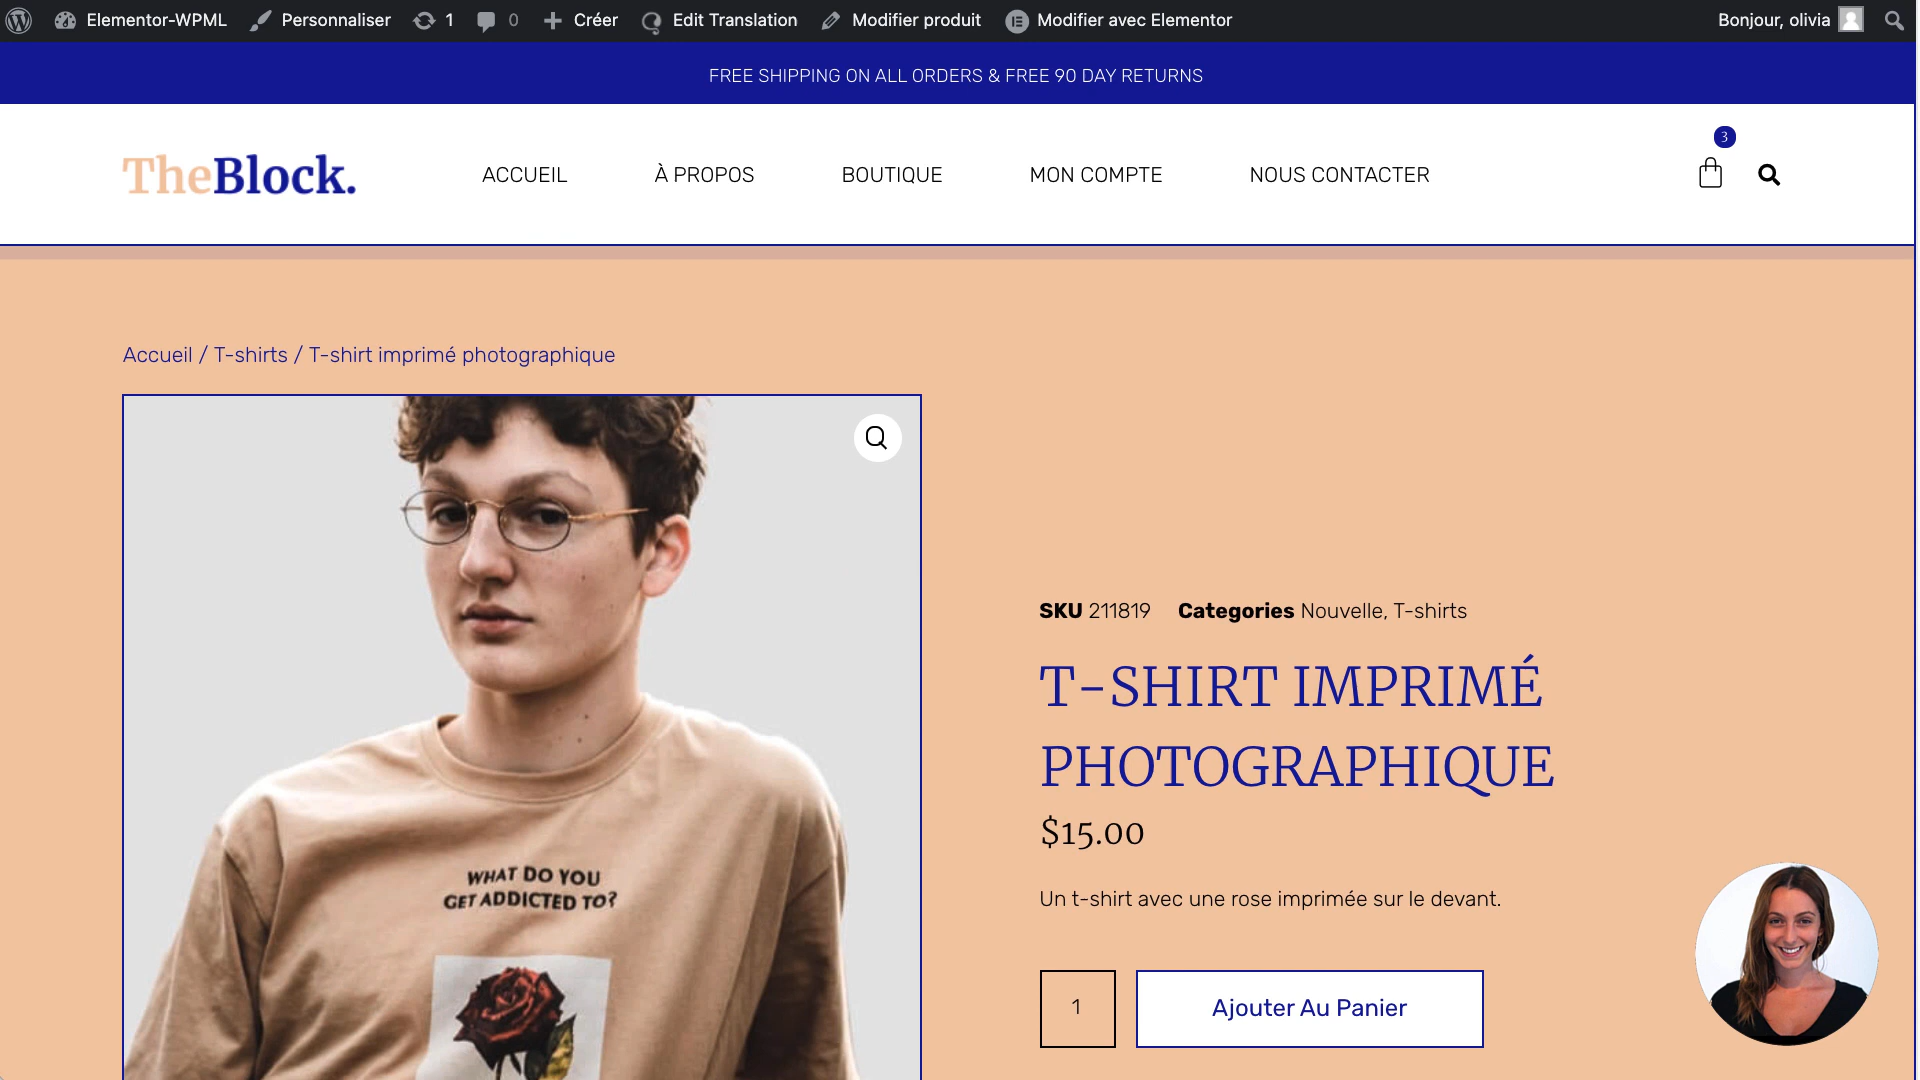 Elementor-WPML Personnaliser 1 0 Créer Edit Translation Modifier produit Modifier avec Elementor Bonjour, olivia
FREE SHIPPING ON ALL ORDERS & FREE 90 DAY RETURNS
3
TheBlock. ACCUEIL À PROPOS BOUTIQUE MON COMPTE NOUS CONTACTER
Accueil / T-shirts / T-shirt imprimé photographique
WHAT DO YOU
GET ADDICTED TO?
SKU 211819 Categories Nouvelle, T-shirts
T-SHIRT IMPRIMÉ
PHOTOGRAPHIQUE
$15.00
Un t-shirt avec une rose imprimée sur le devant.
1 Ajouter Au Panier